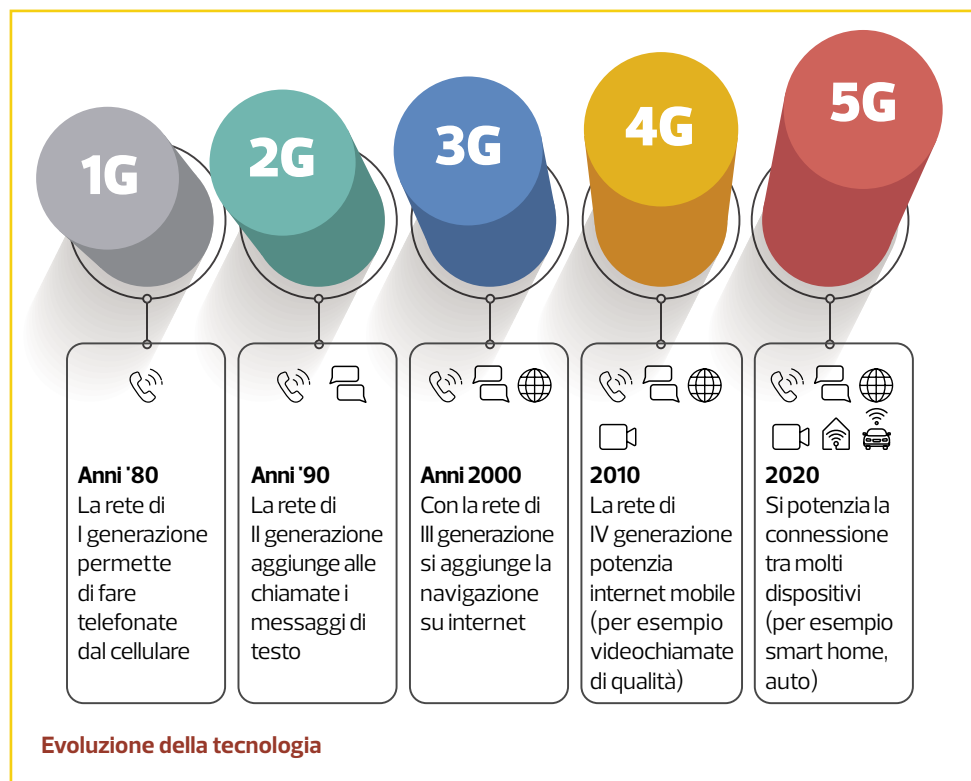 1G
2G
3G
4G
5G
Anni '80
La rete di
I generazione
permette
di fare
telefonate
dal cellulare
Anni '90
La rete di
II generazione
aggiunge alle
chiamate i
messaggi di
testo
Anni 2000
Con la rete di
III generazione
si aggiunge la
navigazione
su internet
2010
La rete di
IV generazione
potenzia
internet mobile
(per esempio
videochiamate
di qualità)
2020
Si potenzia la
connessione
tra molti
dispositivi
(per esempio
smart home,
auto)
Evoluzione della tecnologia